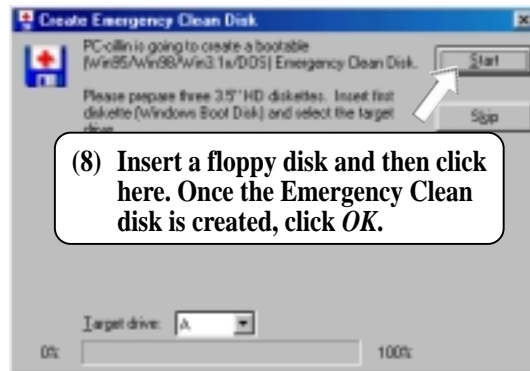 Create Emergency Clean Disk
PC-cillin is going to create a bootable
(Win95/Win98/Win3.1x/DOS) Emergency Clean Disk.
Start
Please prepare three 3.5" HD diskettes. Insert first
diskette (Windows Boot Disk) and select the target
drive
Skip
(8) Insert a floppy disk and then click
here. Once the Emergency Clean
disk is created, click OK.
Target drive: A
0% 100%